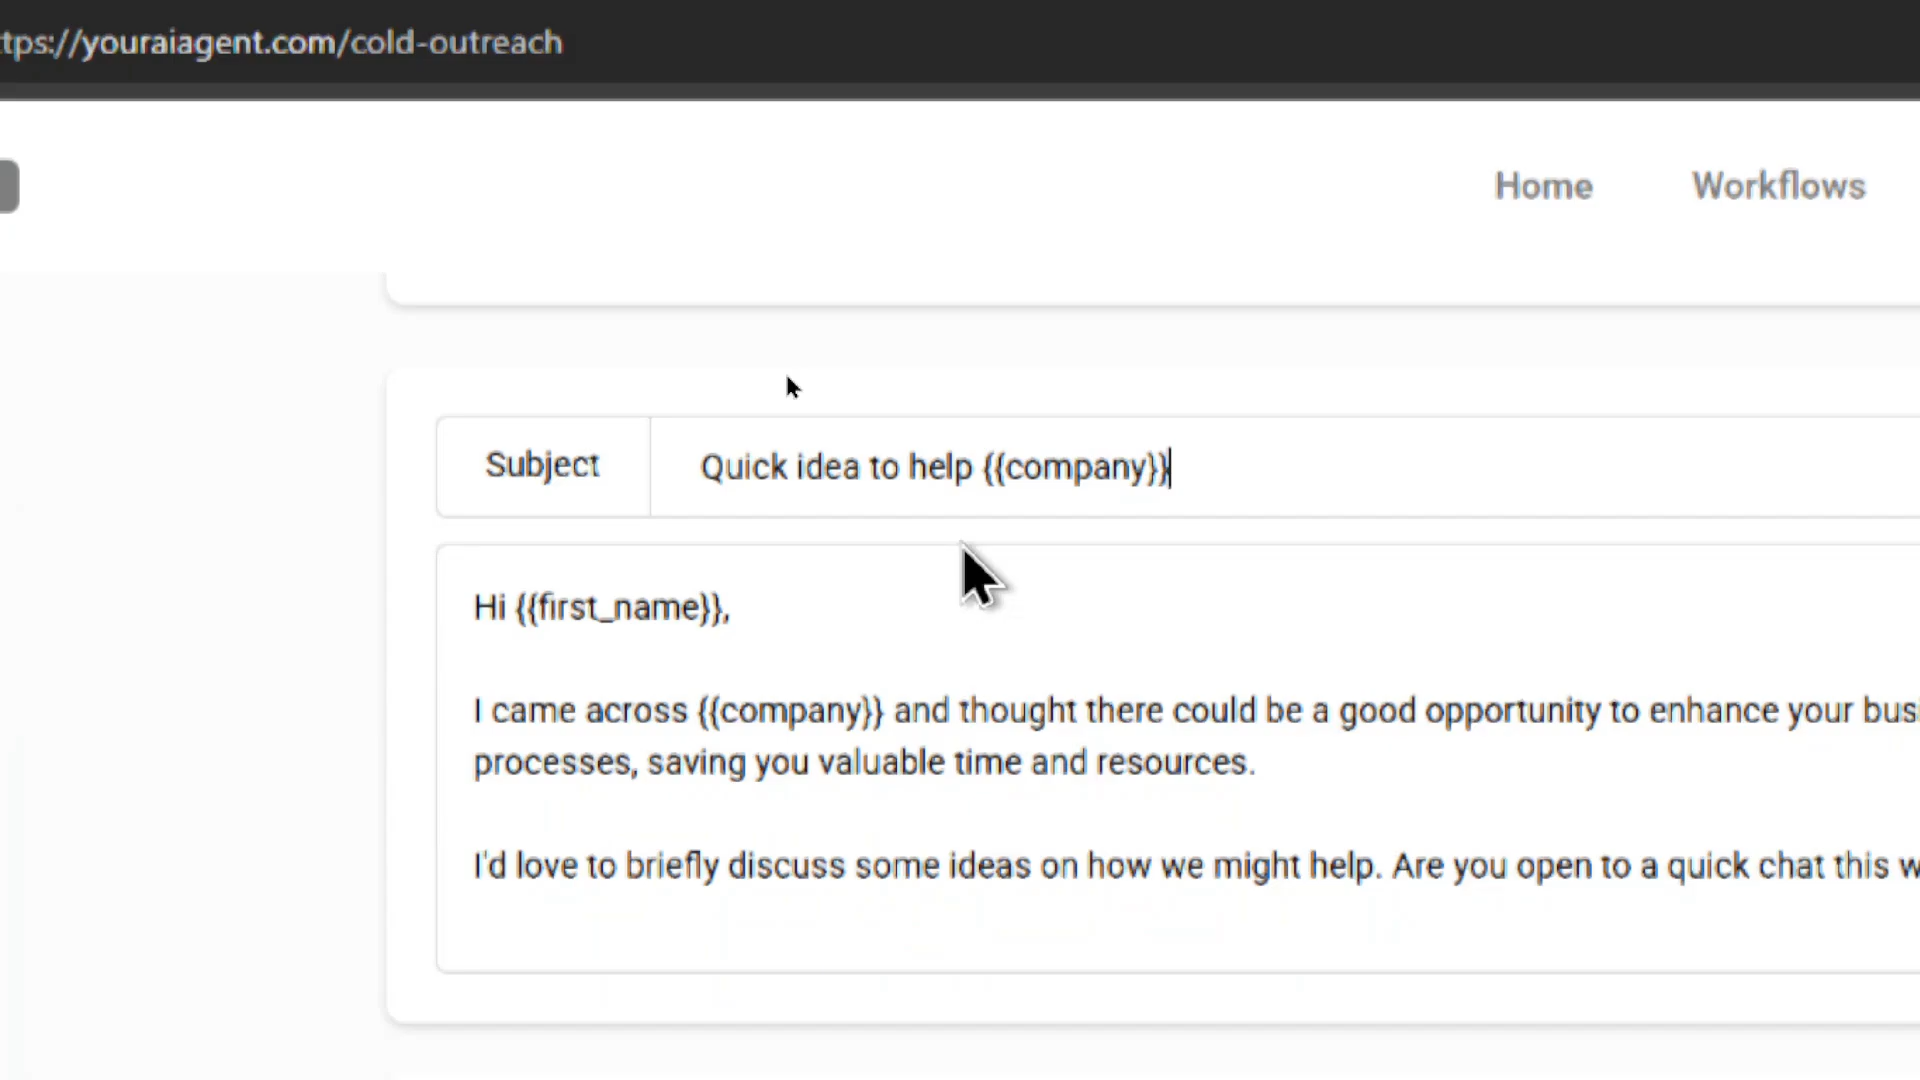 ttps://youraiagent.com/cold-outreach
Home Workflows
Subject Quick idea to help {{company}}
Hi {{first_name}},
I came across {{company}} and thought there could be a good opportunity to enhance your busi
processes, saving you valuable time and resources.
I'd love to briefly discuss some ideas on how we might help. Are you open to a quick chat this w